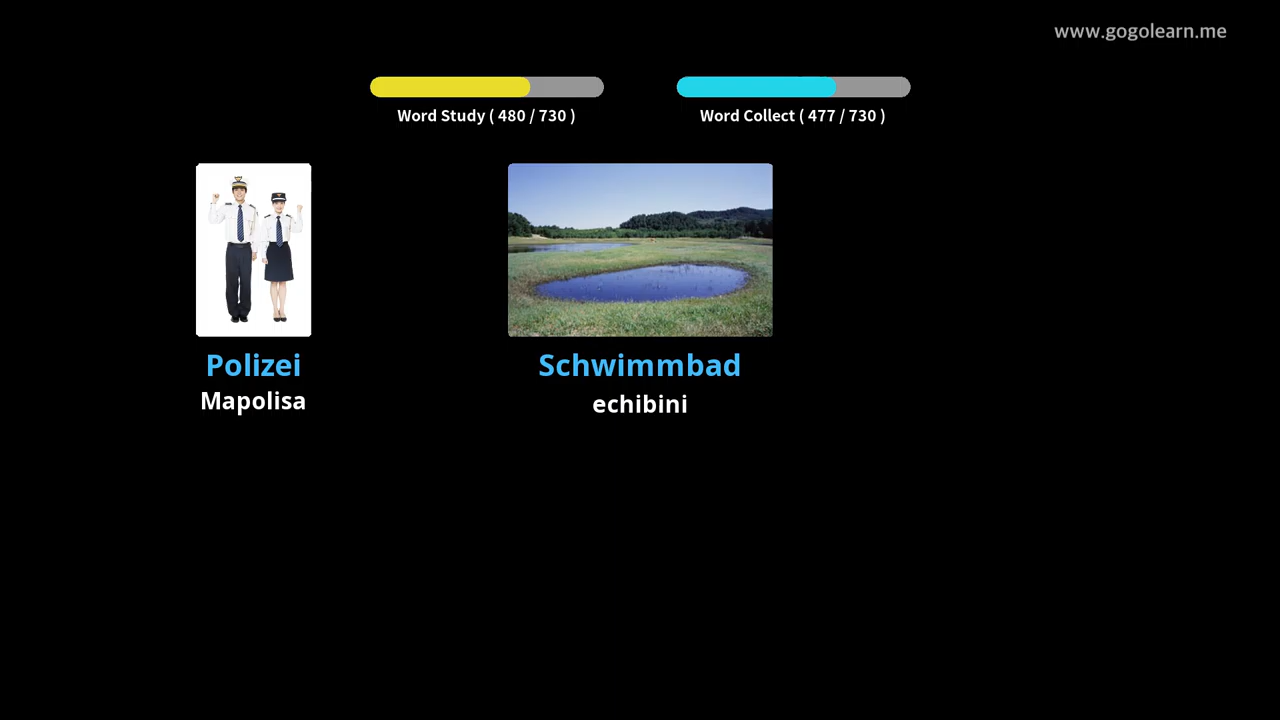 www.gogolearn.me
Word Study ( 480 / 730 )
Word Collect ( 477 / 730 )
Polizei
Mapolisa
Schwimmbad
echibini